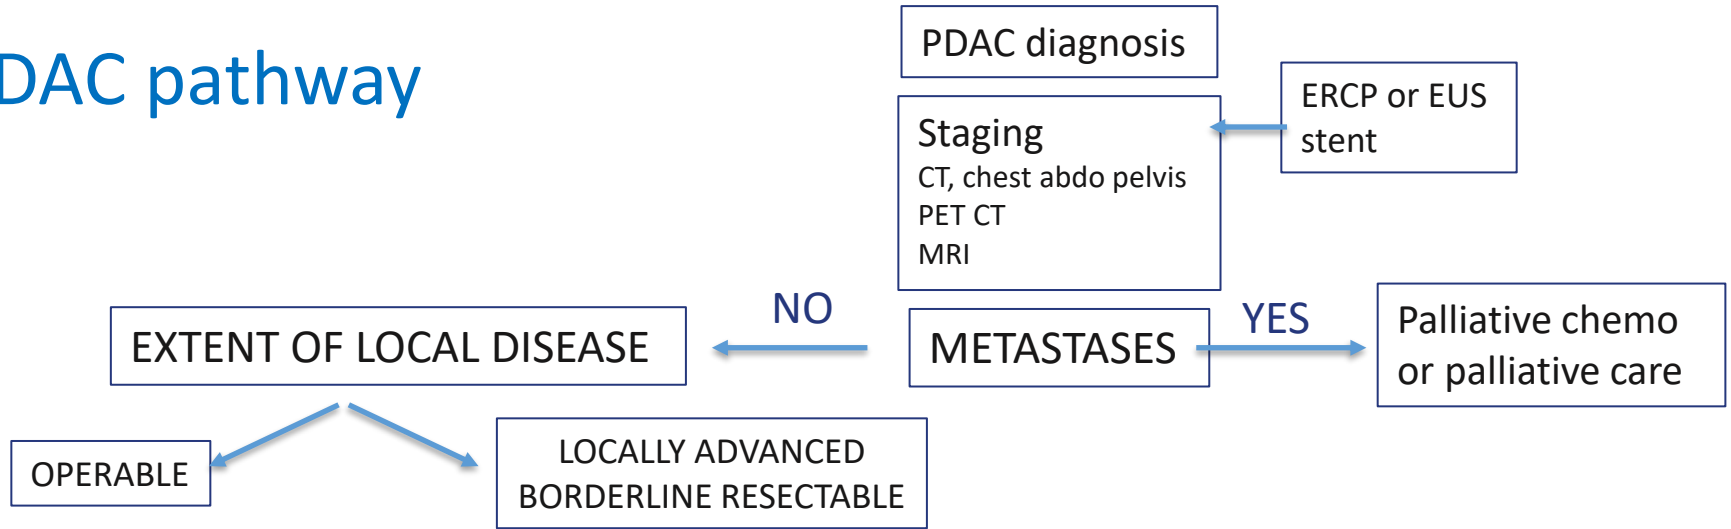 DAC pathway
PDAC diagnosis
Staging
CT, chest abdo pelvis
PET CT
MRI
ERCP or EUS
stent
METASTASES
YES
Palliative chemo
or palliative care
NO
EXTENT OF LOCAL DISEASE
OPERABLE
LOCALLY ADVANCED
BORDERLINE RESECTABLE